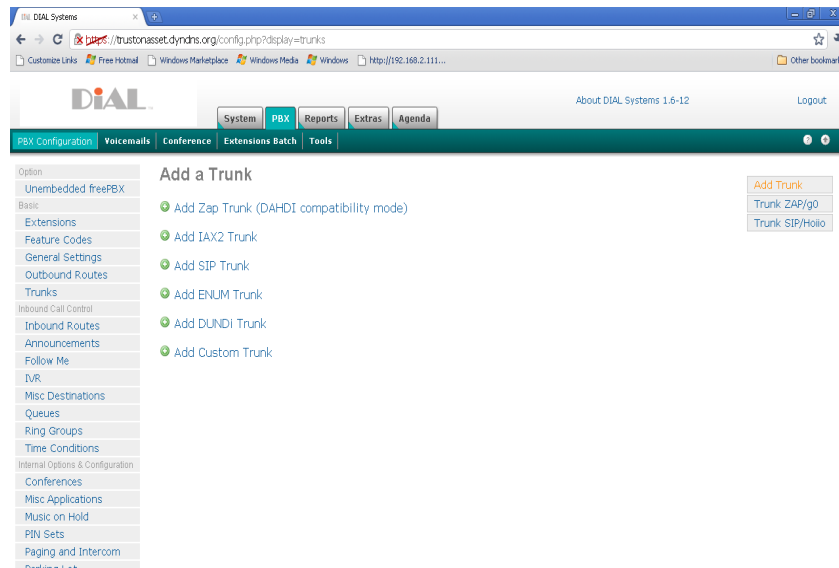 DIAL Systems
https://trustonasset.dyndns.org/config.php?display=trunks
Customize Links Free Hotmail Windows Marketplace Windows Media Windows http://192.168.2.111... Other bookmark
DiAL
About DIAL Systems 1.6-12 Logout
System PBX Reports Extras Agenda
PBX Configuration Voicemails Conference Extensions Batch Tools
Option
Unembedded freePBX
Basic
Extensions
Feature Codes
General Settings
Outbound Routes
Trunks
Inbound Call Control
Inbound Routes
Announcements
Follow Me
IVR
Misc Destinations
Queues
Ring Groups
Time Conditions
Internal Options & Configuration
Conferences
Misc Applications
Music on Hold
PIN Sets
Paging and Intercom
Parking Lot
Add a Trunk
Add Zap Trunk (DAHDI compatibility mode)
Add IAX2 Trunk
Add SIP Trunk
Add ENUM Trunk
Add DUNDi Trunk
Add Custom Trunk
Add Trunk
Trunk ZAP/g0
Trunk SIP/Hoiio